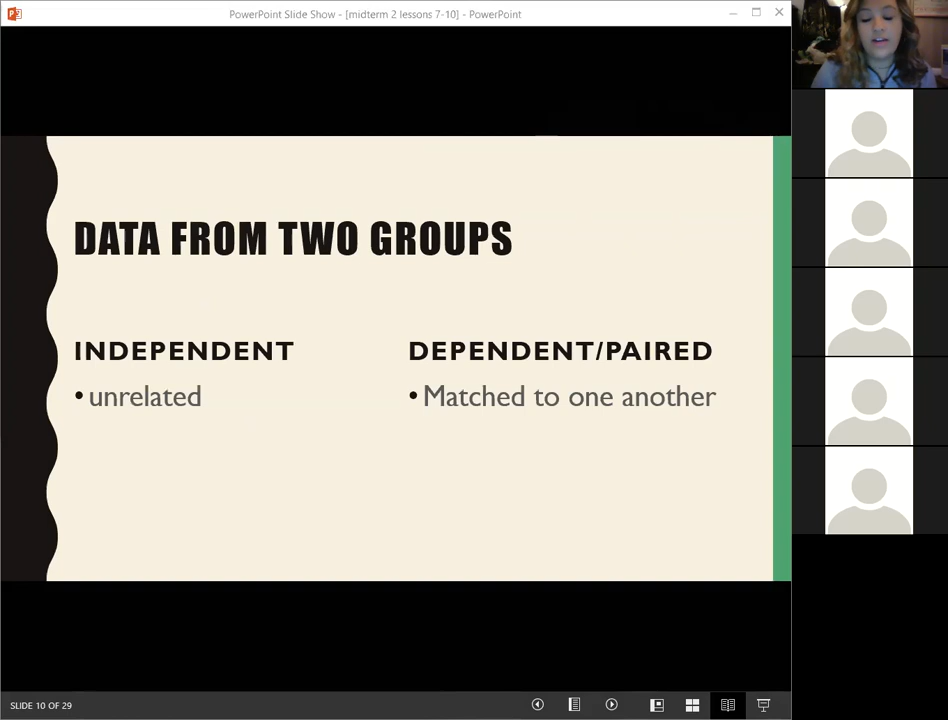 PowerPoint Slide Show - [midterm 2 lessons 7-10] - PowerPoint
DATA FROM TWO GROUPS
INDEPENDENT
• unrelated
DEPENDENT/PAIRED
• Matched to one another
SLIDE 10 OF 29